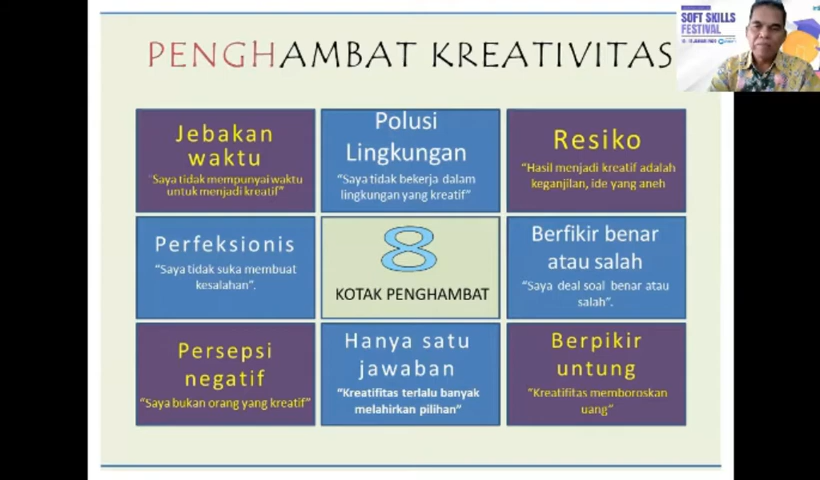 PENGHAMBAT KREATIVITAS
SOFT SKILLS
FESTIVAL
Jebakan
waktu
"Saya tidak mempunyai waktu
untuk menjadi kreatif"
Polusi
Lingkungan
"Saya tidak bekerja dalam
lingkungan yang kreatif"
Resiko
"Hasil menjadi kreatif adalah
keganjilan, ide yang aneh
Perfeksionis
"Saya tidak suka membuat
kesalahan".
8
KOTAK PENGHAMBAT
Berfikir benar
atau salah
"Saya deal soal benar atau
salah".
Persepsi
negatif
"Saya bukan orang yang kreatif"
Hanya satu
jawaban
"Kreatifitas terlalu banyak
melahirkan pilihan"
Berpikir
untung
"Kreatifitas memboroskan
uang"